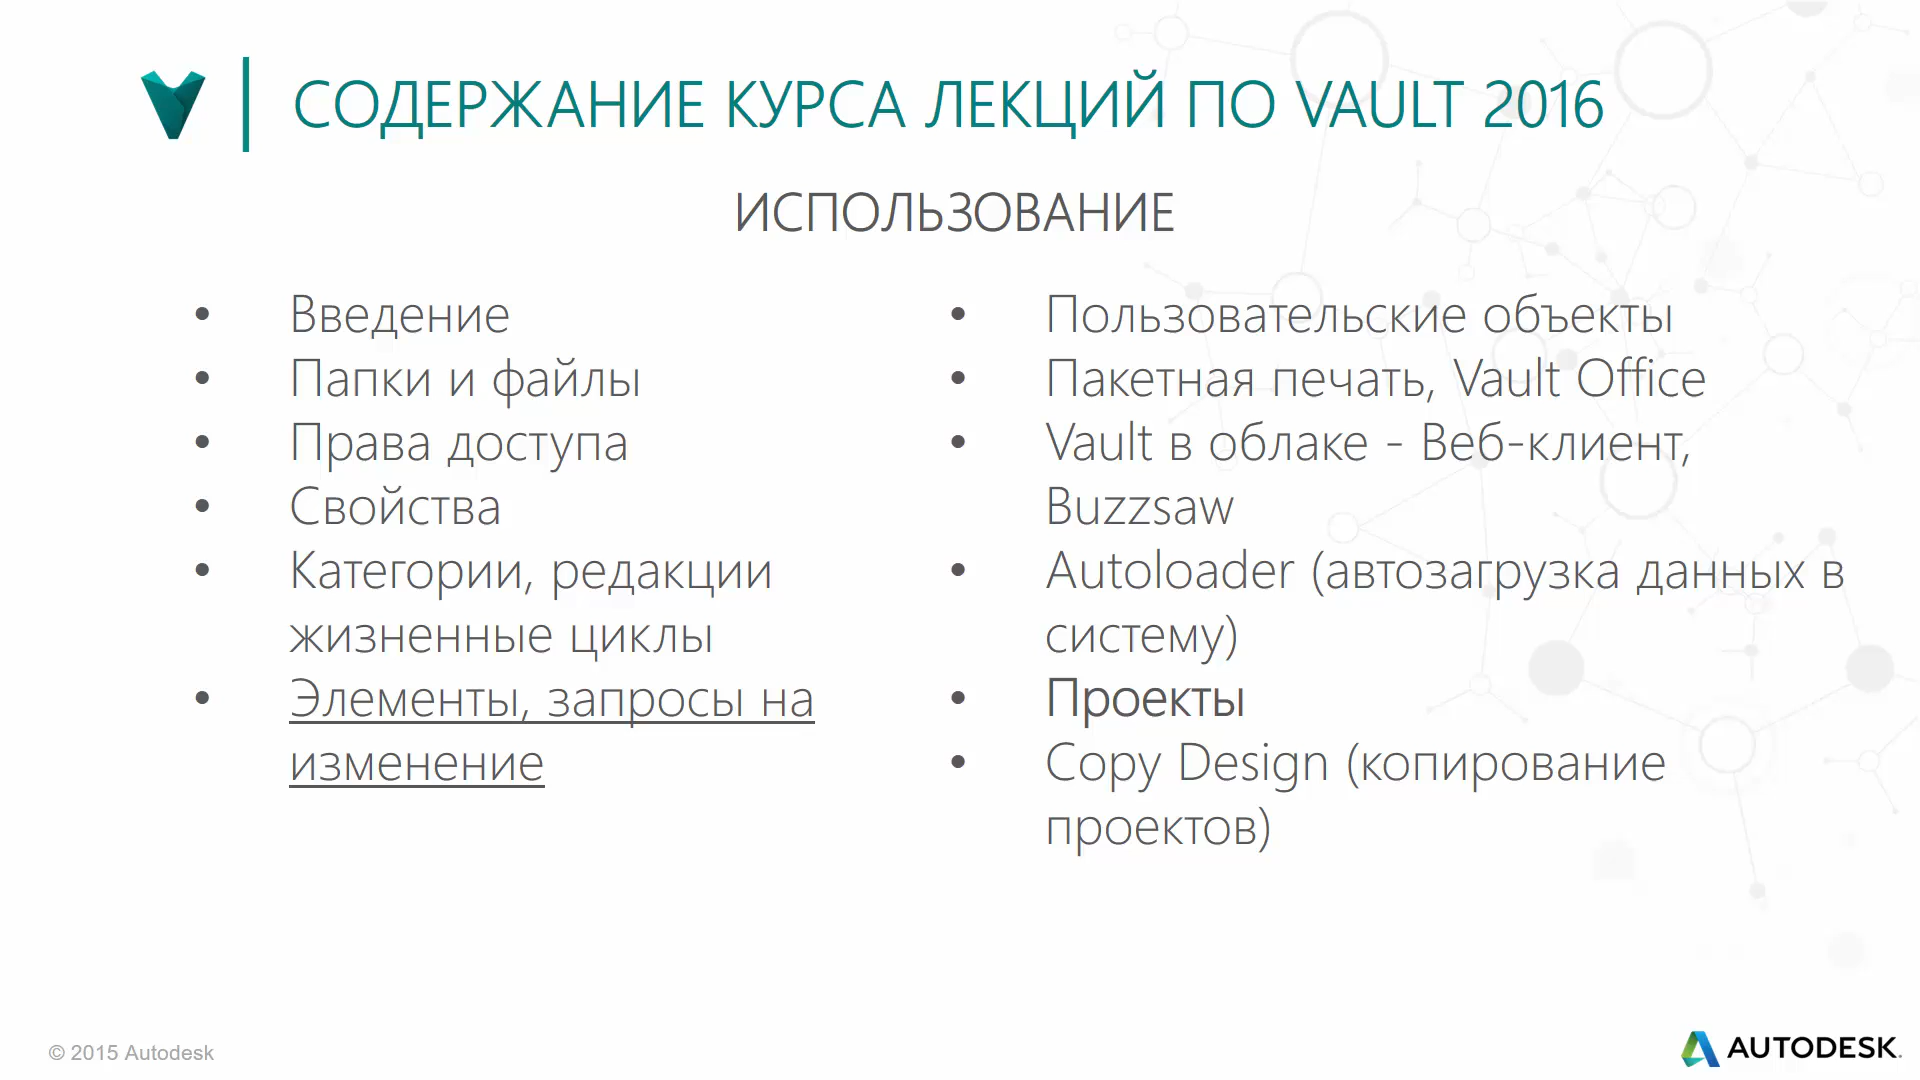 СОДЕРЖАНИЕ КУРСА ЛЕКЦИЙ ПО VAULT 2016
ИСПОЛЬЗОВАНИЕ
• Введение
• Папки и файлы
• Права доступа
• Свойства
• Категории, редакции
жизненные циклы
• Элементы, запросы на
изменение
• Пользовательские объекты
• Пакетная печать, Vault Office
• Vault в облаке - Веб-клиент,
Buzzsaw
• Autoloader (автозагрузка данных в
систему)
• Проекты
• Copy Design (копирование
проектов)
© 2015 Autodesk
AUTODESK.